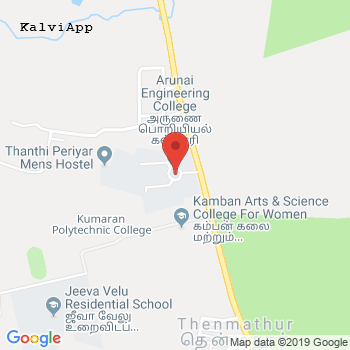 KalviApp
Arunai
Engineering
College
அருணை
பொறியியல்
Thanthi Periyar
Mens Hostel
Kamban Arts & Science
College For Women
கம்பன் கலை
மற்றும்...
Kumaran
Polytechnic College
Jeeva Velu
Residential School
ஜீவா வேலு
உறைவிடப்...
Thenmathur
Google
Map data ©2019 Google